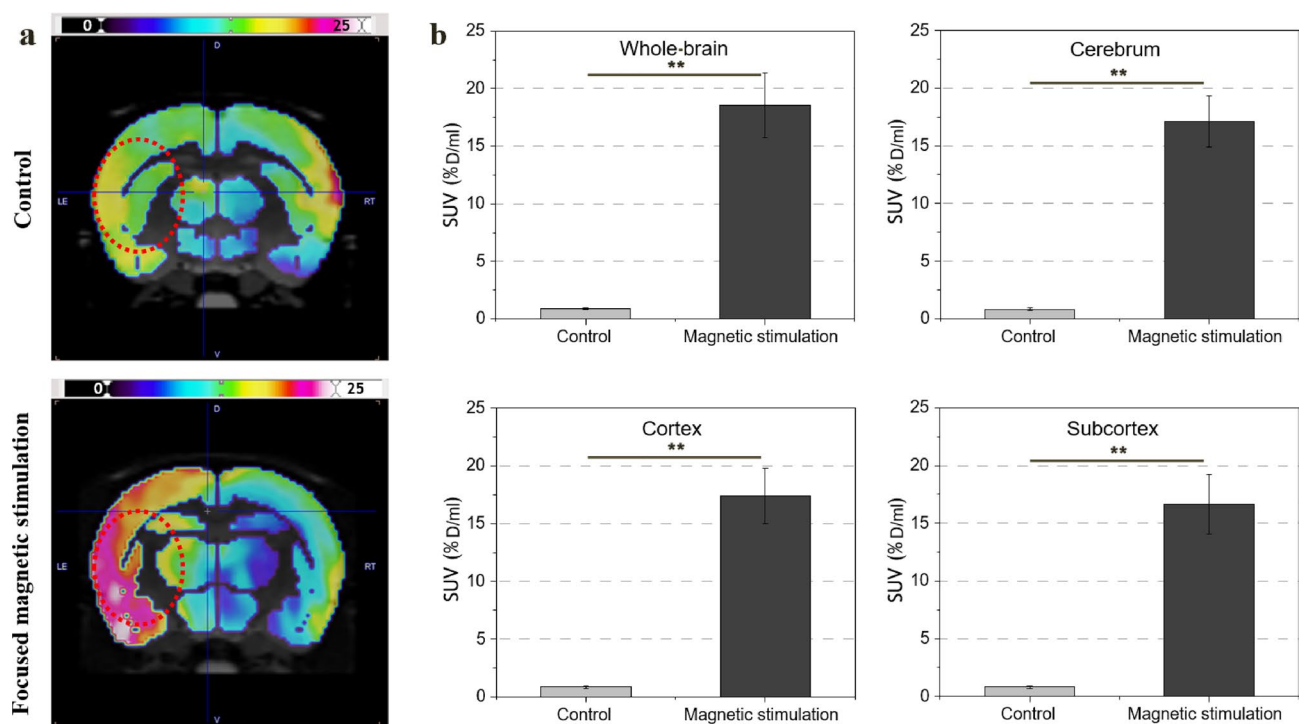 a
0
25
Control
D
LE
RT
V
Focused magnetic stimulation
0
25
D
LE
RT
V
b
Whole-brain
**
SUV (%D/ml)
25
20
15
10
5
0
Control
Magnetic stimulation
Cerebrum
**
SUV (%D/ml)
25
20
15
10
5
0
Control
Magnetic stimulation
Cortex
**
SUV (%D/ml)
25
20
15
10
5
0
Control
Magnetic stimulation
Subcortex
**
SUV (%D/ml)
25
20
15
10
5
0
Control
Magnetic stimulation